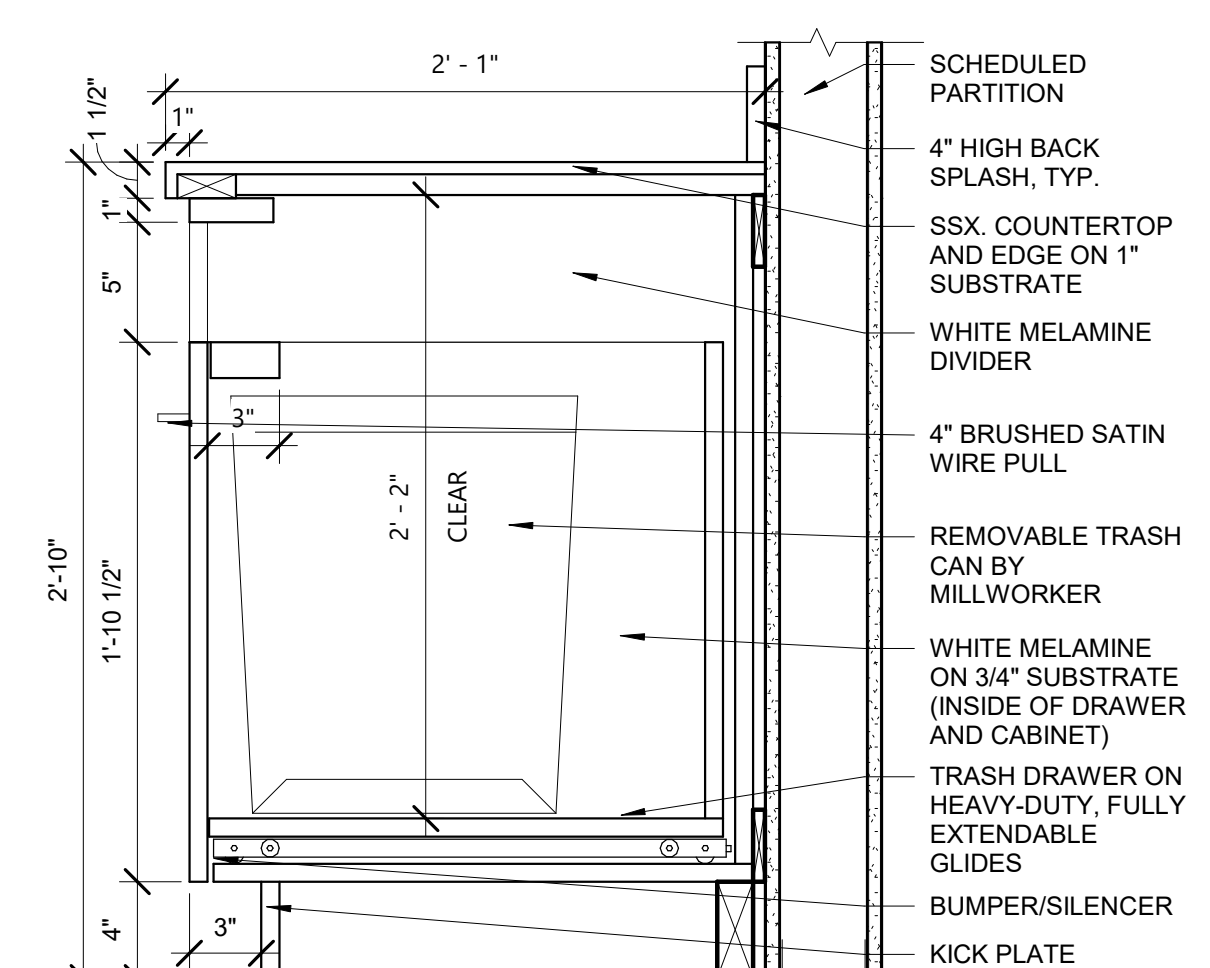 2' - 1"
1"
1 1/2"
1"
5"
3"
2' - 2"
CLEAR
2'-10"
1'-10 1/2"
4"
3"
SCHEDULED
PARTITION
4" HIGH BACK
SPLASH, TYP.
SSX. COUNTERTOP
AND EDGE ON 1"
SUBSTRATE
WHITE MELAMINE
DIVIDER
4" BRUSHED SATIN
WIRE PULL
REMOVABLE TRASH
CAN BY
MILLWORKER
WHITE MELAMINE
ON 3/4" SUBSTRATE
(INSIDE OF DRAWER
AND CABINET)
TRASH DRAWER ON
HEAVY-DUTY, FULLY
EXTENDABLE
GLIDES
BUMPER/SILENCER
KICK PLATE